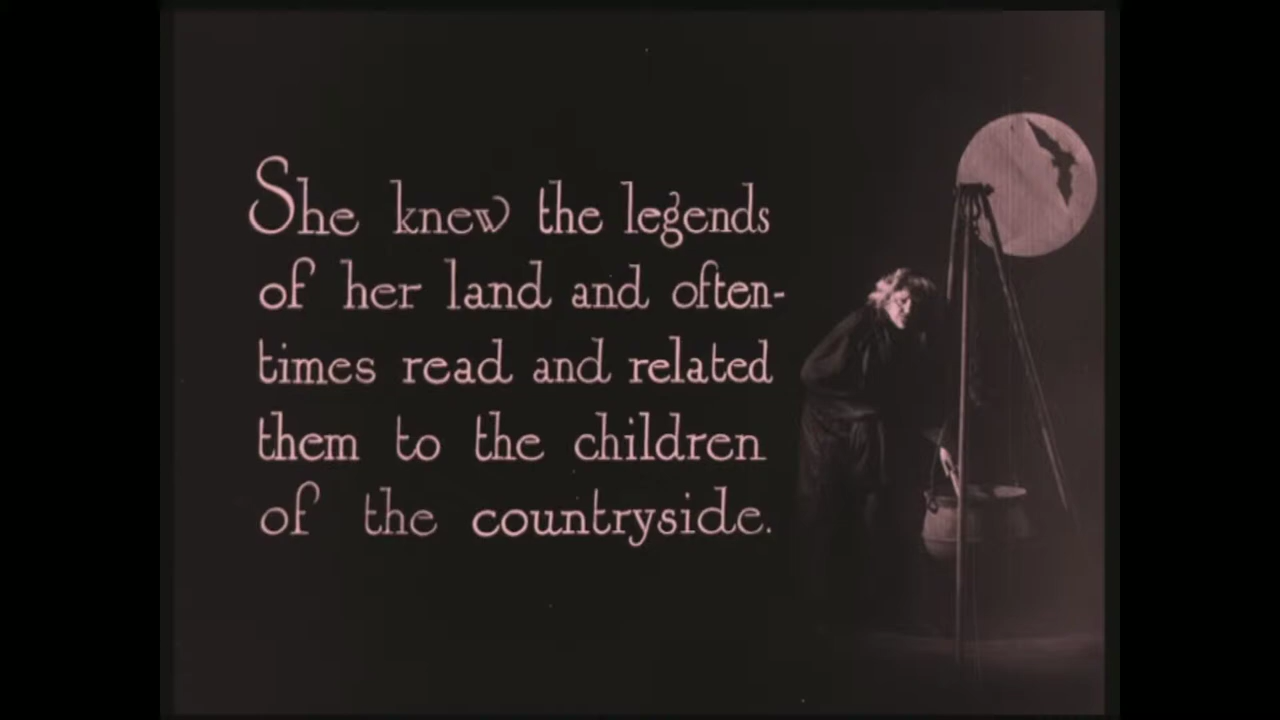 She knew the legends
of her land and often-
times read and related
them to the children
of the countryside.